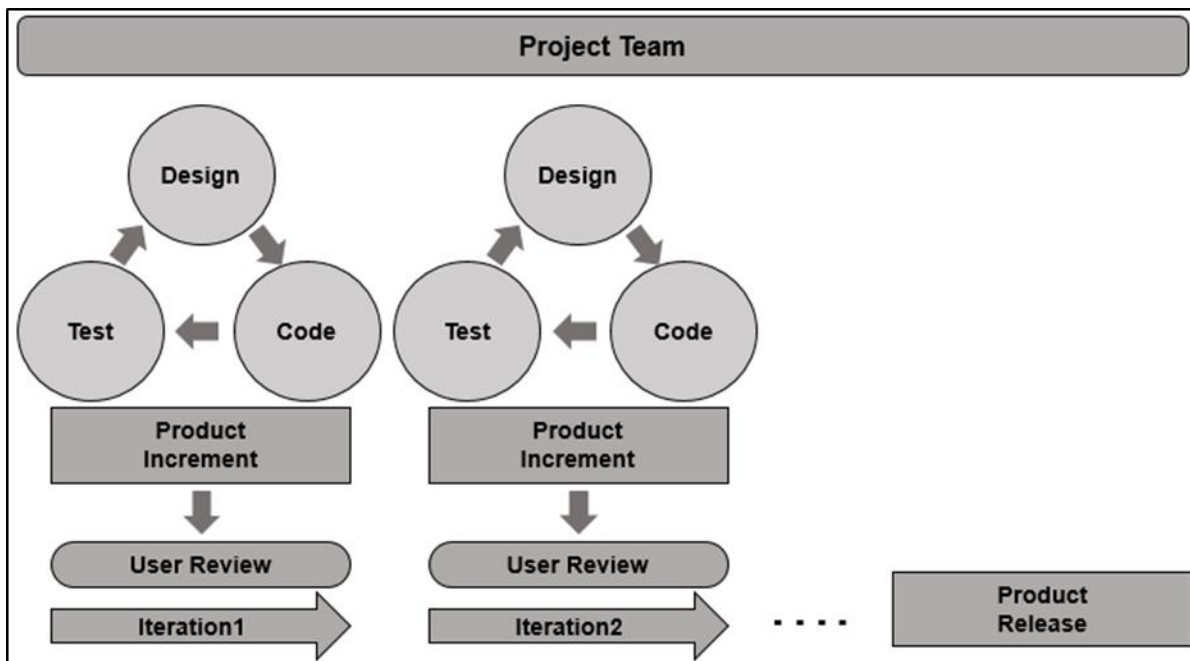 Project Team
Design
Test
Code
Product
Increment
User Review
Iteration1
Design
Test
Code
Product
Increment
User Review
Iteration2
. . . .
Product
Release